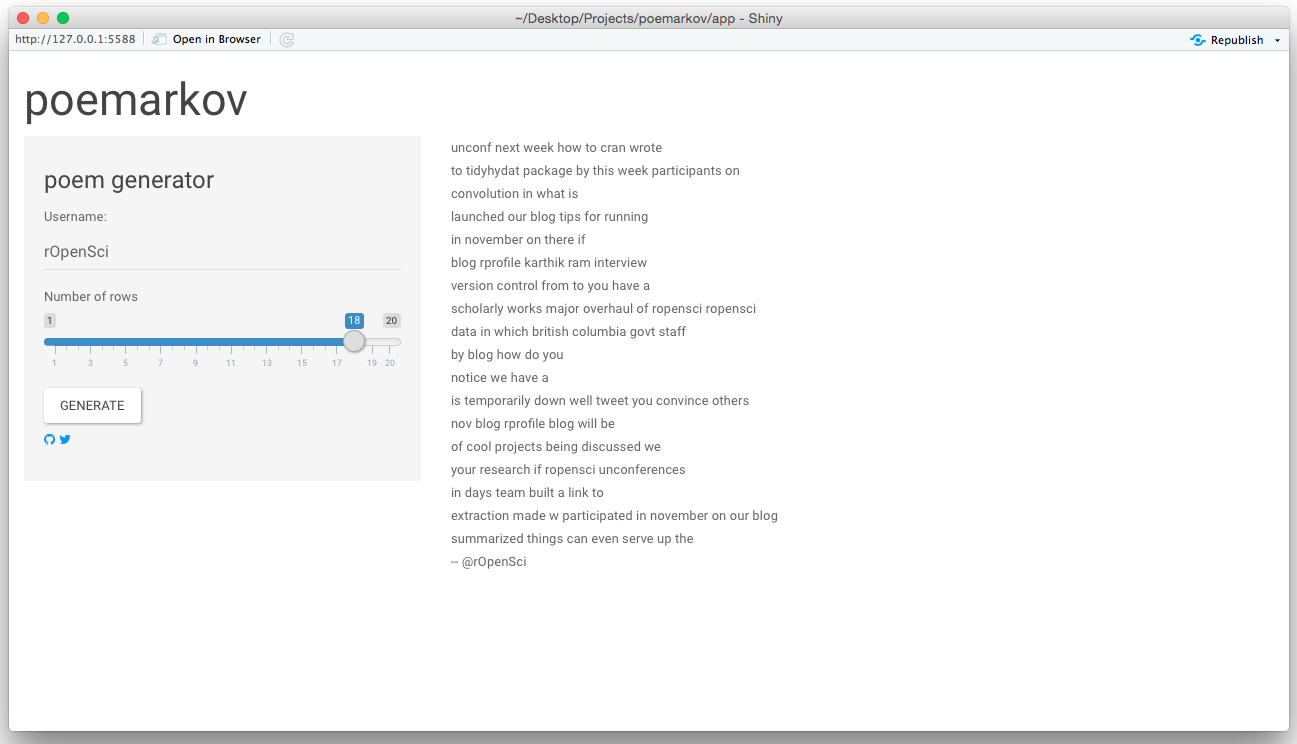 ~/Desktop/Projects/poemarkov/app - Shiny
http://127.0.0.1:5588 Open in Browser Republish
poemarkov
poem generator
Username:
rOpenSci
Number of rows
1 18 20
1 3 5 7 9 11 13 15 17 19 20
GENERATE
unconf next week how to cran wrote
to tidyhydat package by this week participants on
convolution in what is
launched our blog tips for running
in november on there if
blog rprofile karthik ram interview
version control from to you have a
scholarly works major overhaul of ropensci ropensci
data in which british columbia govt staff
by blog how do you
notice we have a
is temporarily down well tweet you convince others
nov blog rprofile blog will be
of cool projects being discussed we
your research if ropensci unconferences
in days team built a link to
extraction made w participated in november on our blog
summarized things can even serve up the
-- @rOpenSci